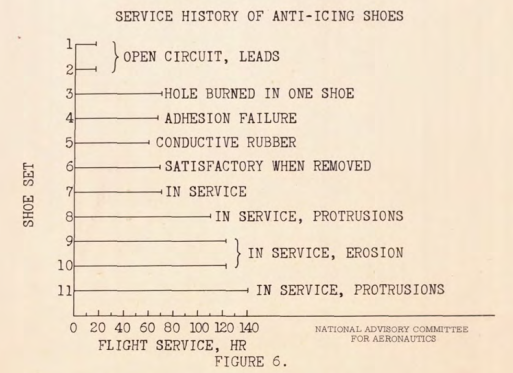 SERVICE HISTORY OF ANTI-ICING SHOES
SHOE SET
1
2
OPEN CIRCUIT, LEADS
3 HOLE BURNED IN ONE SHOE
4 ADHESION FAILURE
5 CONDUCTIVE RUBBER
6 SATISFACTORY WHEN REMOVED
7 IN SERVICE
8 IN SERVICE, PROTRUSIONS
9
10
IN SERVICE, EROSION
11 IN SERVICE, PROTRUSIONS
0 20 40 60 80 100 120 140
FLIGHT SERVICE, HR
NATIONAL ADVISORY COMMITTEE
FOR AERONAUTICS
FIGURE 6.